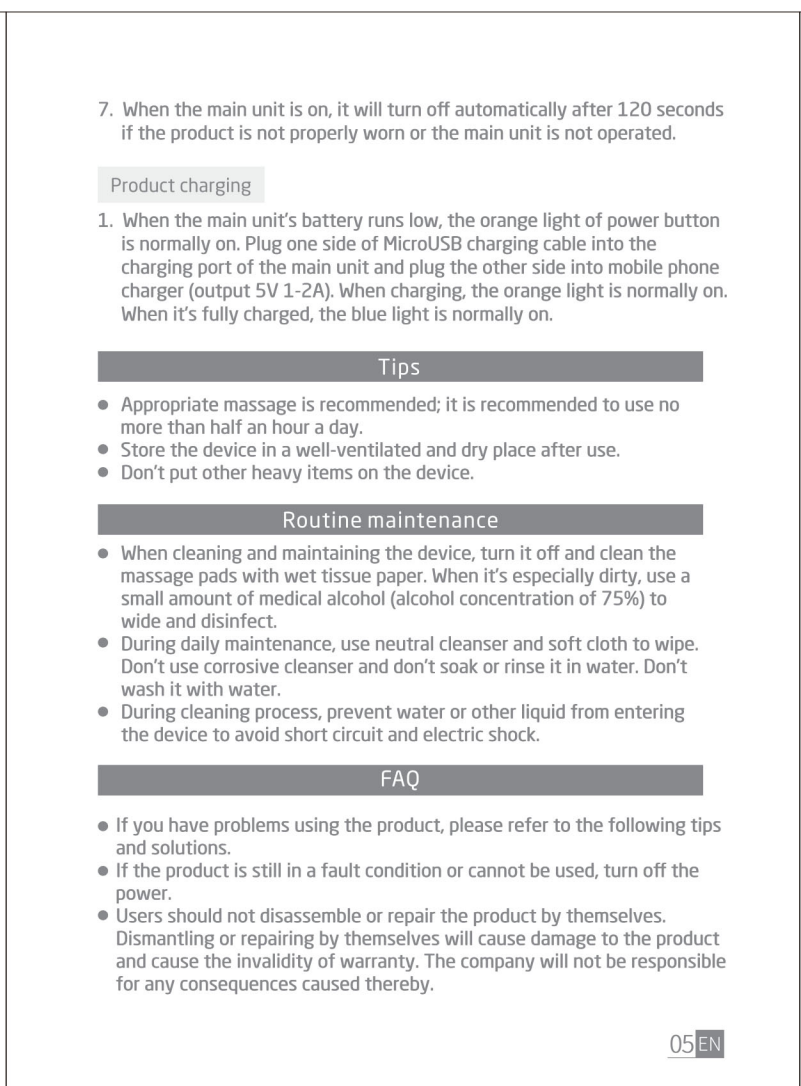 7. When the main unit is on, it will turn off automatically after 120 seconds
if the product is not properly worn or the main unit is not operated.
Product charging
1. When the main unit's battery runs low, the orange light of power button
is normally on. Plug one side of MicroUSB charging cable into the
charging port of the main unit and plug the other side into mobile phone
charger (output 5V 1-2A). When charging, the orange light is normally on.
When it's fully charged, the blue light is normally on.
Tips
● Appropriate massage is recommended; it is recommended to use no
more than half an hour a day.
● Store the device in a well-ventilated and dry place after use.
● Don't put other heavy items on the device.
Routine maintenance
● When cleaning and maintaining the device, turn it off and clean the
massage pads with wet tissue paper. When it's especially dirty, use a
small amount of medical alcohol (alcohol concentration of 75%) to
wide and disinfect.
● During daily maintenance, use neutral cleanser and soft cloth to wipe.
Don't use corrosive cleanser and don't soak or rinse it in water. Don't
wash it with water.
● During cleaning process, prevent water or other liquid from entering
the device to avoid short circuit and electric shock.
FAQ
● If you have problems using the product, please refer to the following tips
and solutions.
● If the product is still in a fault condition or cannot be used, turn off the
power.
● Users should not disassemble or repair the product by themselves.
Dismantling or repairing by themselves will cause damage to the product
and cause the invalidity of warranty. The company will not be responsible
for any consequences caused thereby.
05 EN